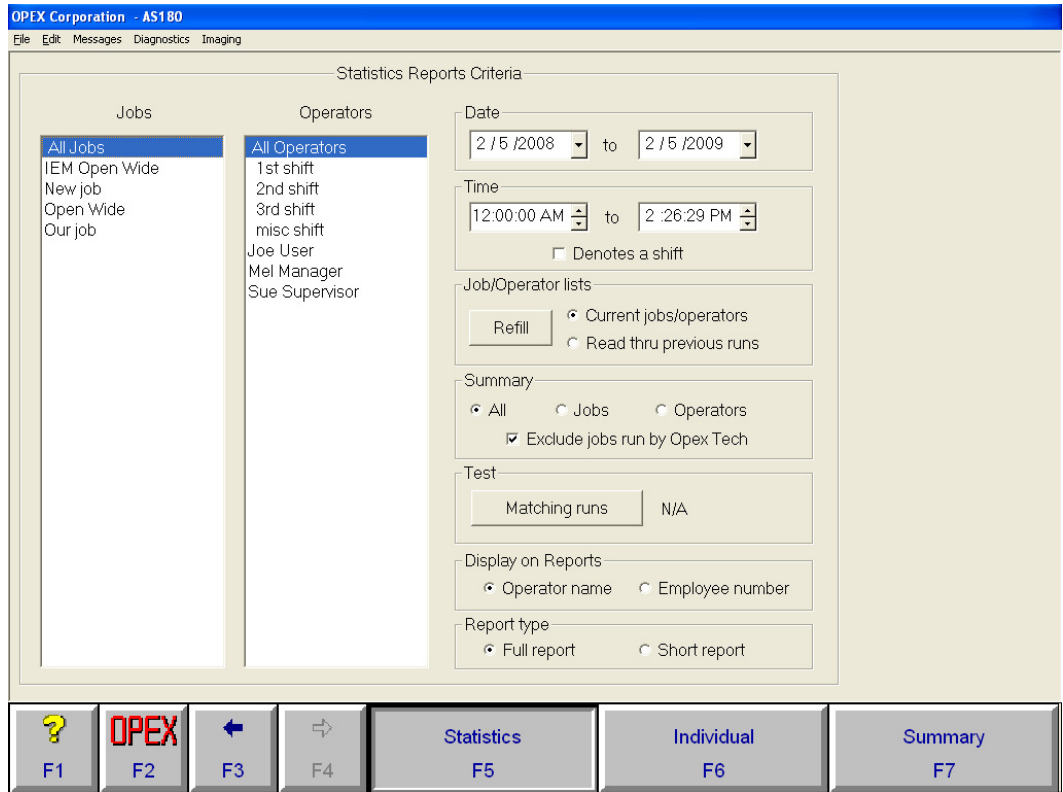 OPEX Corporation - AS180
File Edit Messages Diagnostics Imaging
Statistics Reports Criteria
Jobs
All Jobs
IEM Open Wide
New job
Open Wide
Our job
Operators
All Operators
1st shift
2nd shift
3rd shift
misc shift
Joe User
Mel Manager
Sue Supervisor
Date
2 / 5 /2008 to 2 / 5 /2009
Time
12:00:00 AM to 2 :26:29 PM
Denotes a shift
Job/Operator lists
Refill
Current jobs/operators
Read thru previous runs
Summary
All Jobs Operators
Exclude jobs run by Opex Tech
Test
Matching runs N/A
Display on Reports
Operator name Employee number
Report type
Full report Short report
? OPEX Statistics Individual Summary
F1 F2 F3 F4 F5 F6 F7